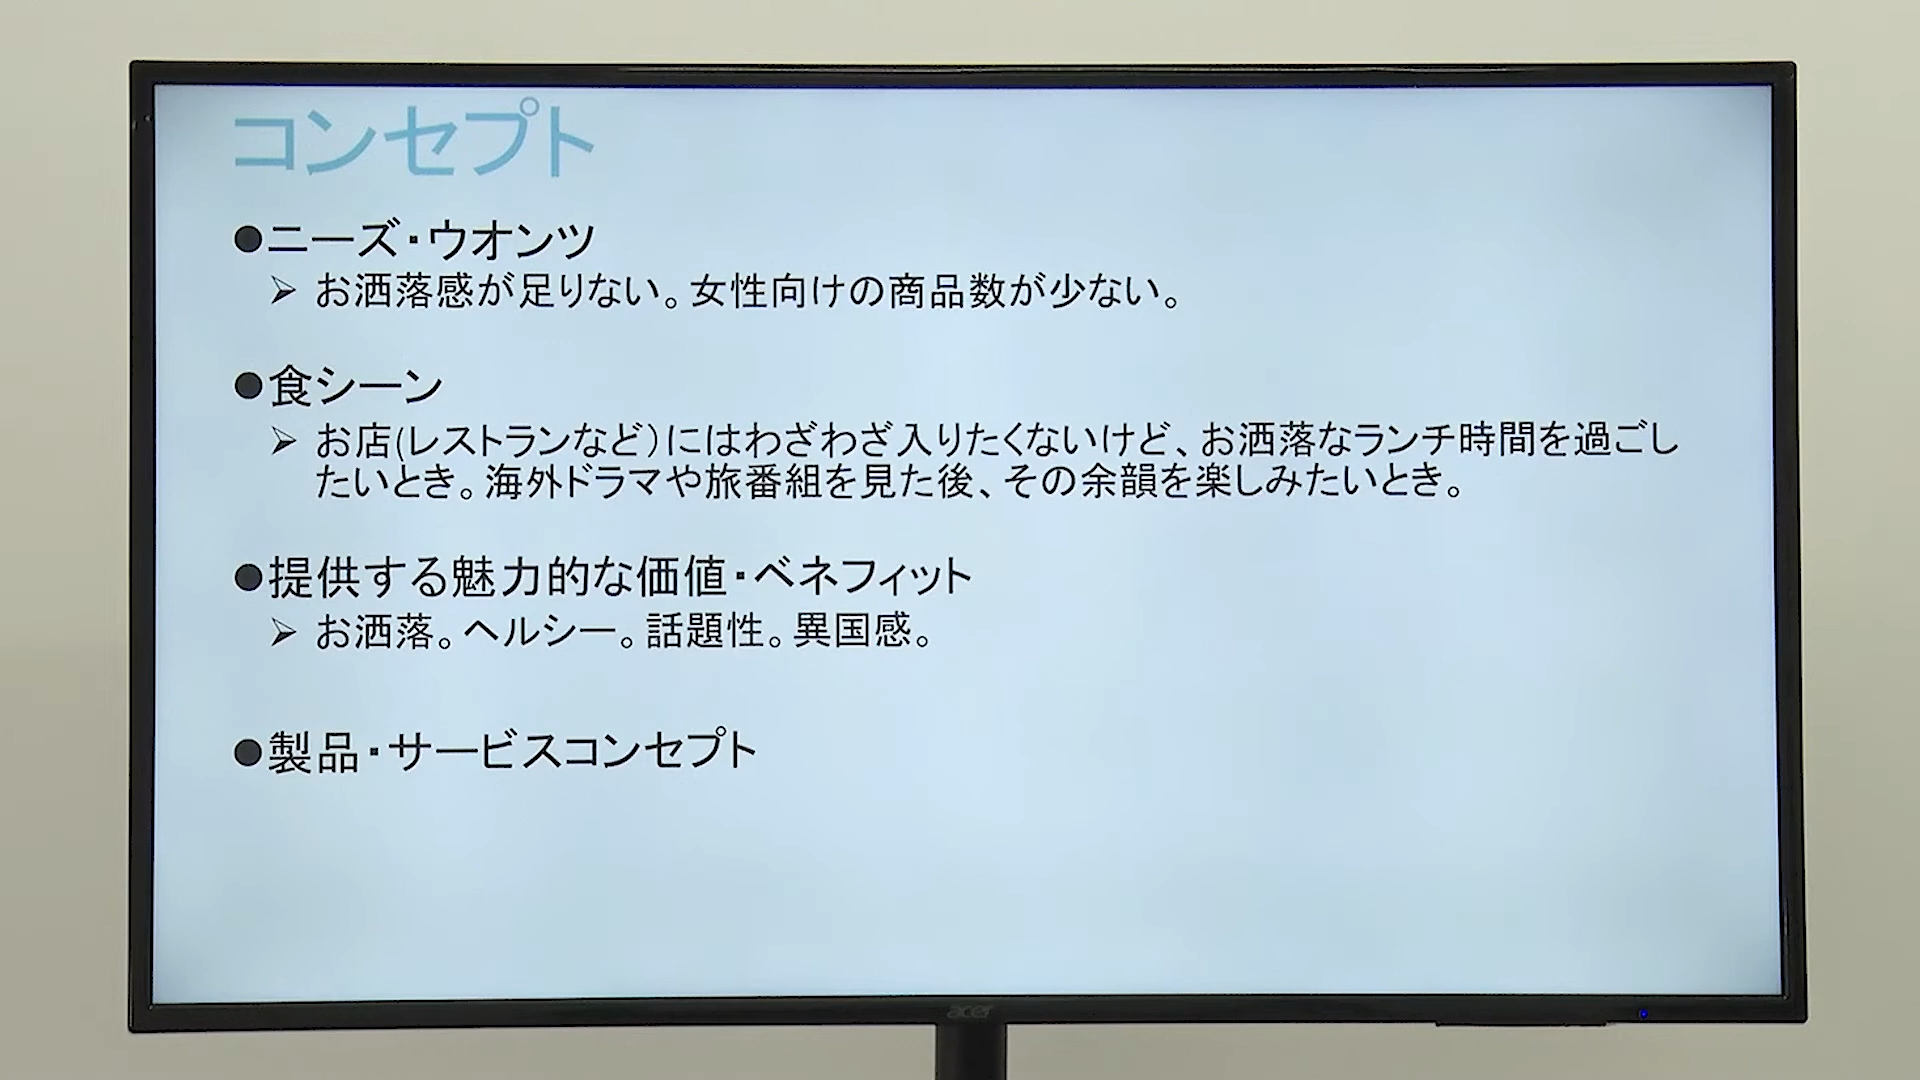 コンセプト
●ニーズ・ウオンツ
➢ お洒落感が足りない。女性向けの商品数が少ない。
●食シーン
➢ お店(レストランなど）にはわざわざ入りたくないけど、お洒落なランチ時間を過ごし
たいとき。海外ドラマや旅番組を見た後、その余韻を楽しみたいとき。
●提供する魅力的な価値・ベネフィット
➢ お洒落。ヘルシー。話題性。異国感。
●製品・サービスコンセプト
acer